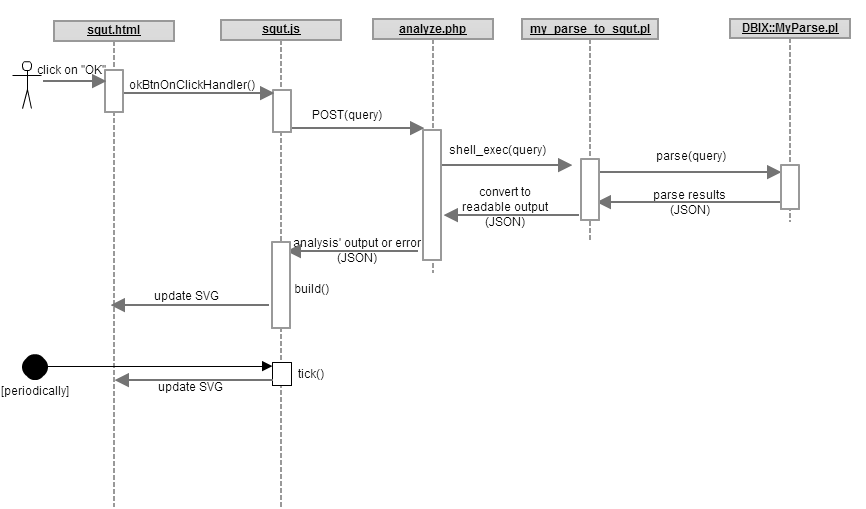 squt.html
squt.js
analyze.php
my_parse_to_squt.pl
DBIX::MyParse.pl
click on "OK"
okBtnOnClickHandler()
POST(query)
shell_exec(query)
parse(query)
convert to
readable output
(JSON)
parse results
(JSON)
analysis' output or error
(JSON)
build()
update SVG
tick()
update SVG
[periodically]